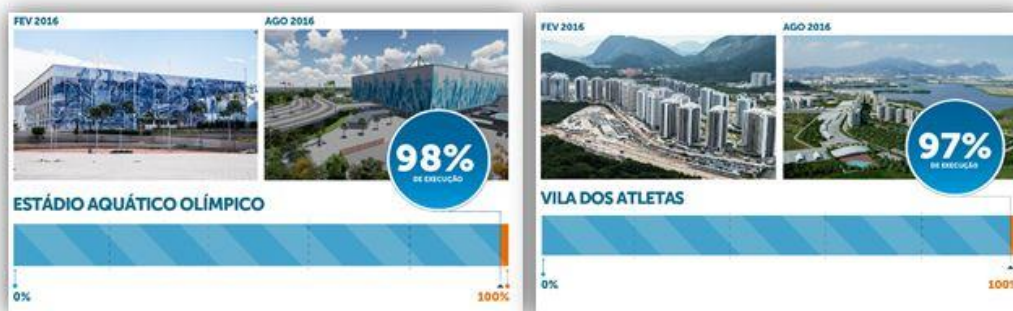 FEV 2016
AGO 2016
98%
DE EXECUÇÃO
ESTÁDIO AQUÁTICO OLÍMPICO
0%
100%
FEV 2016
AGO 2016
97%
DE EXECUÇÃO
VILA DOS ATLETAS
0%
100%